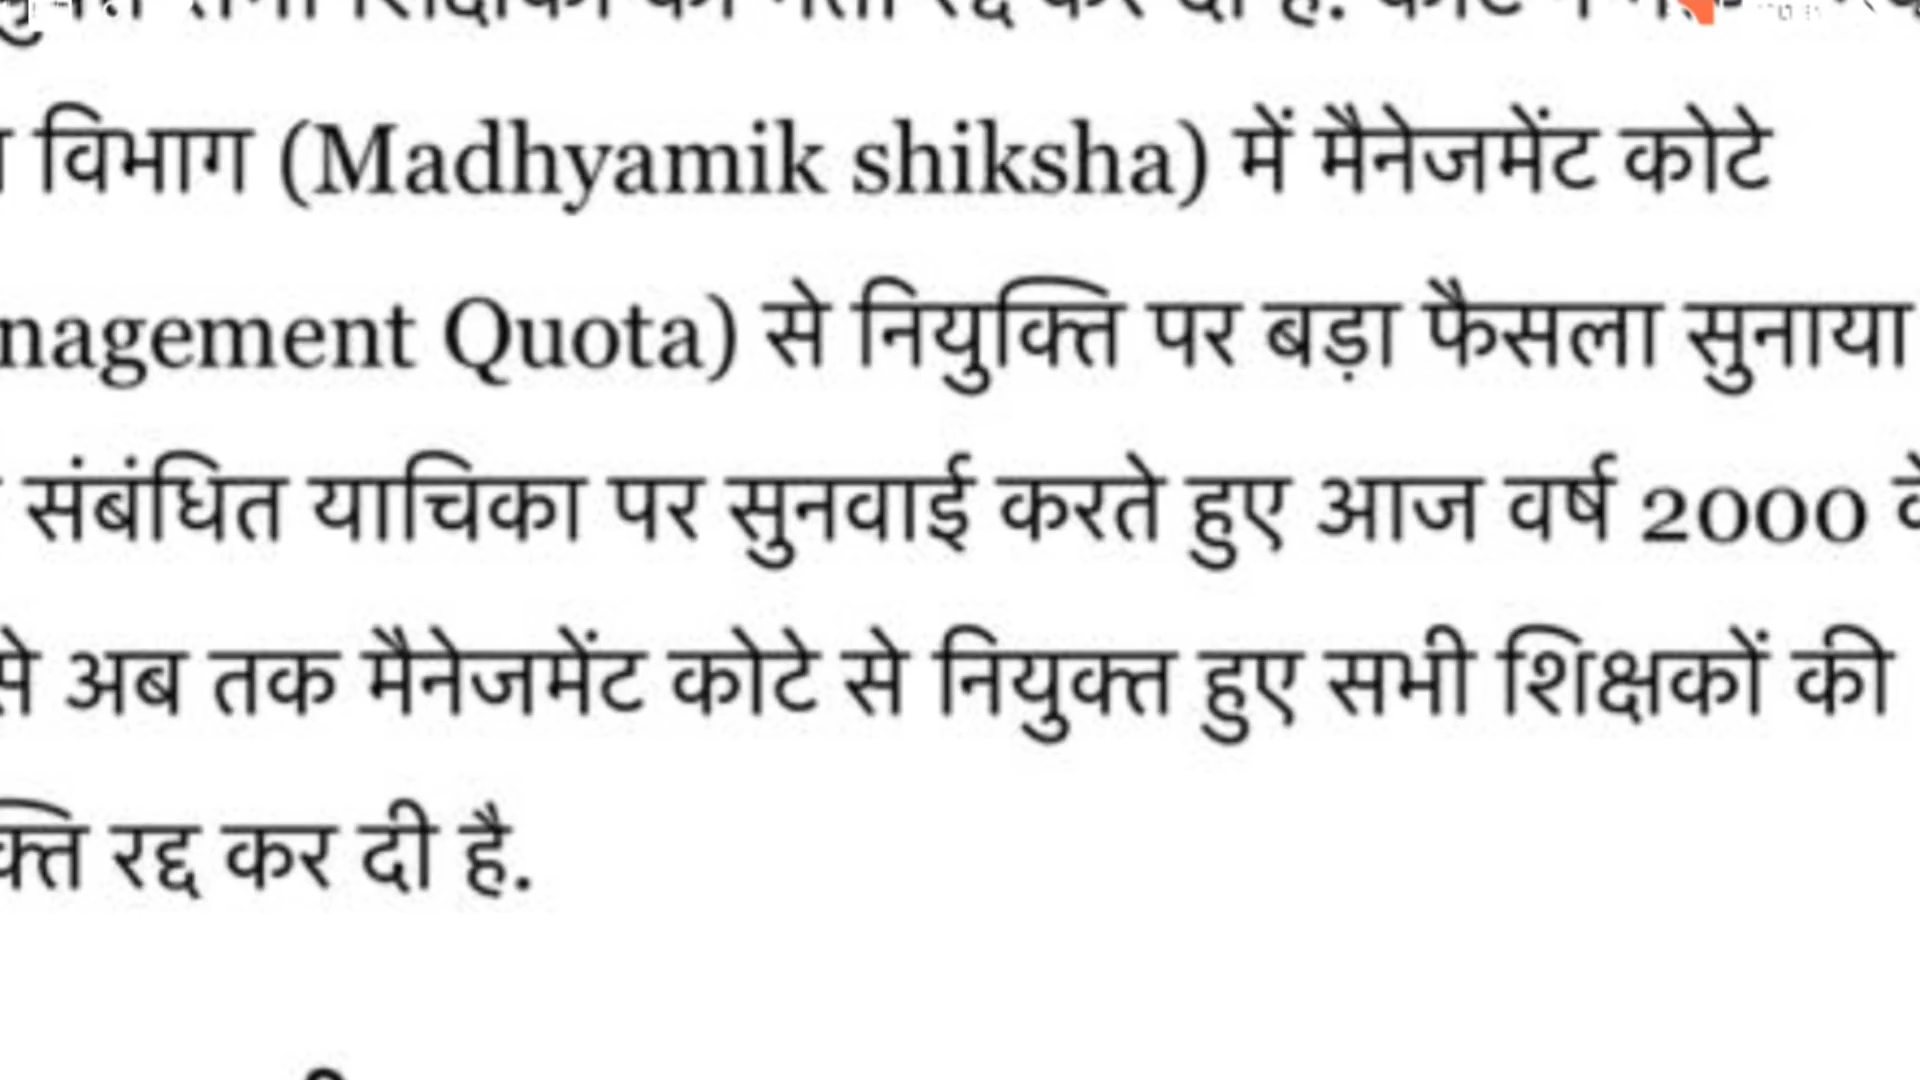 विभाग (Madhyamik shiksha) में मैनेजमेंट कोटे
nagement Quota) से नियुक्ति पर बड़ा फैसला सुनाया
संबंधित याचिका पर सुनवाई करते हुए आज वर्ष 2000 के
से अब तक मैनेजमेंट कोटे से नियुक्त हुए सभी शिक्षकों की
क्ति रद्द कर दी है.